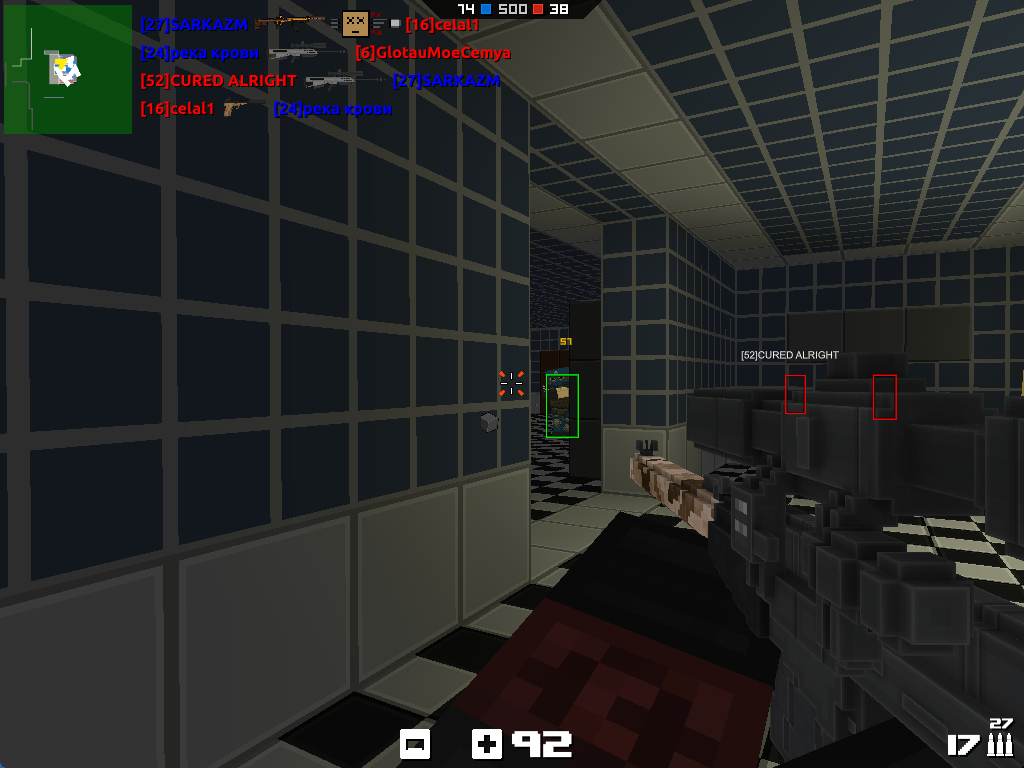 74 500 38
[27]SARKAZM [16]celal1
[24]река крови [6]GlotauMoeCemya
[52]CURED ALRIGHT [27]SARKAZM
[16]celal1 [24]река крови
51
[52]CURED ALRIGHT
92
27
17